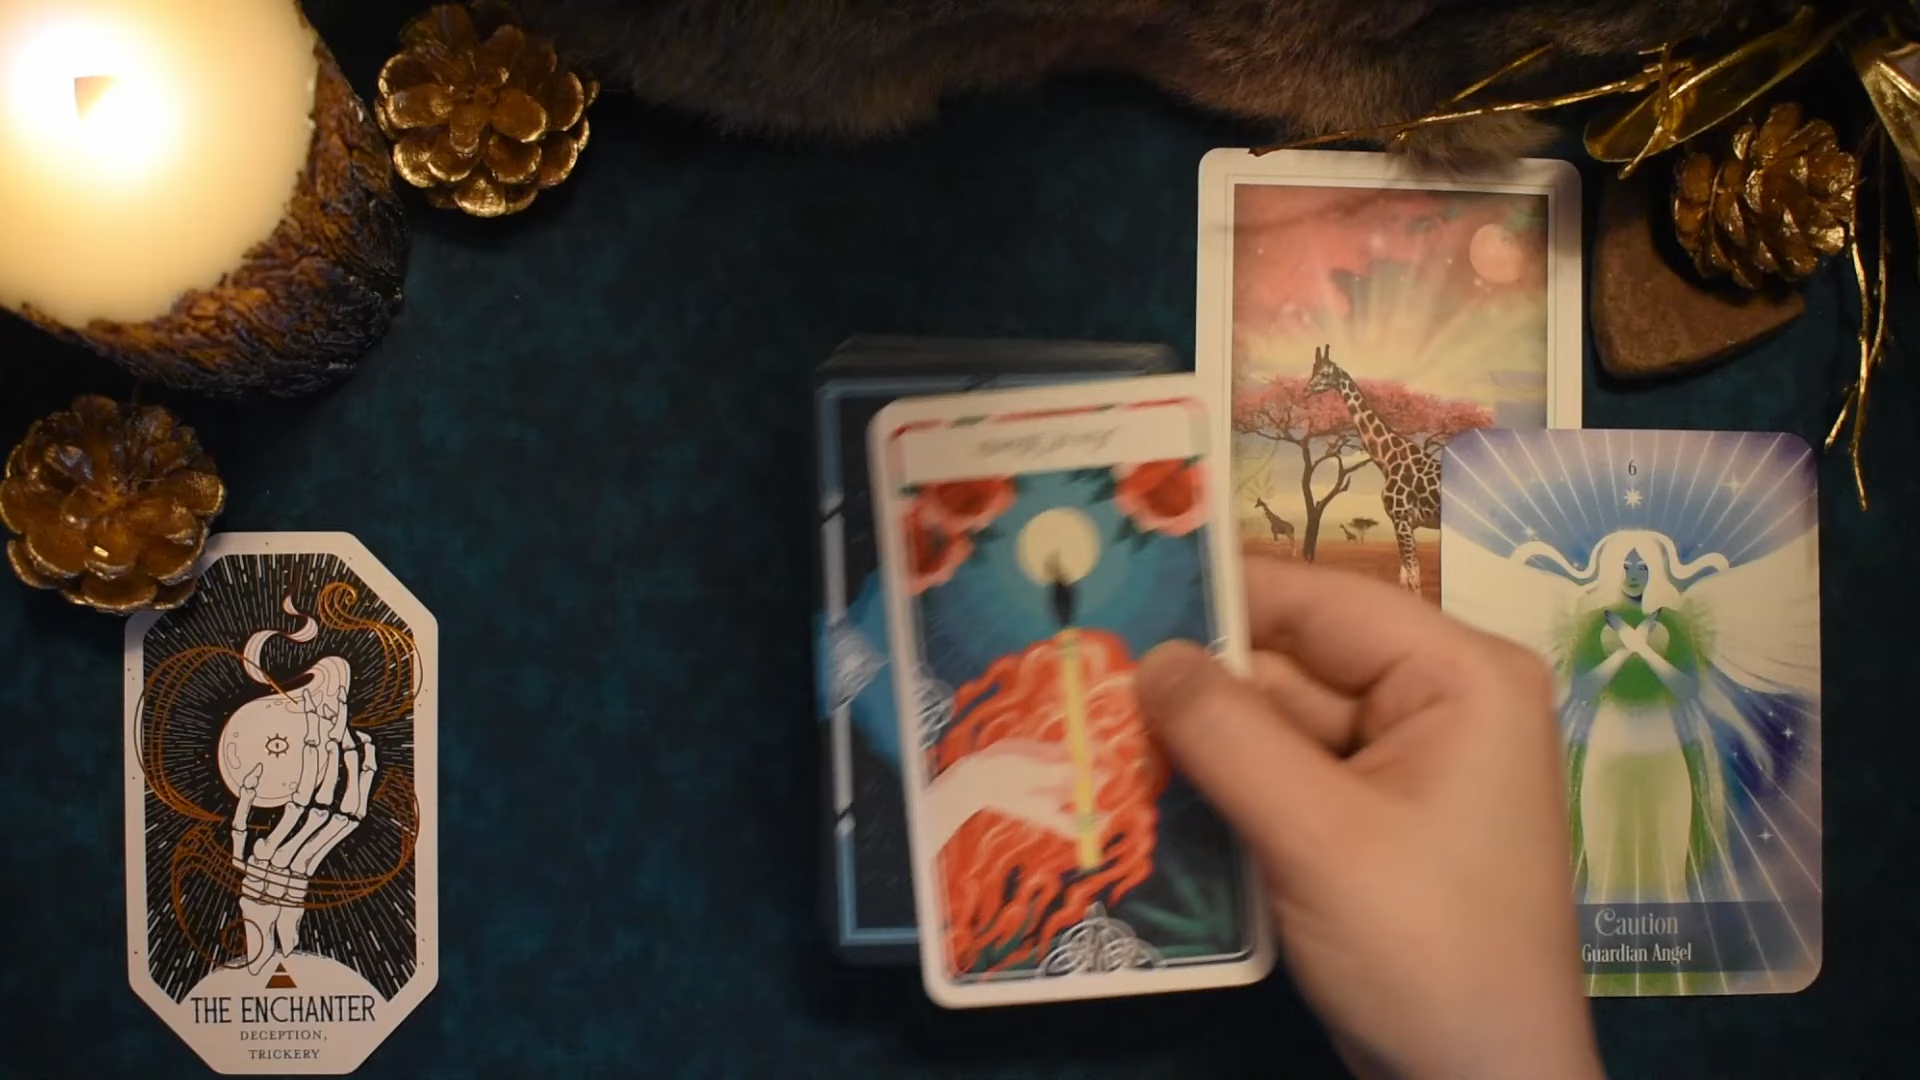 THE ENCHANTER
DECEPTION,
TRICKERY
6
Caution
Guardian Angel